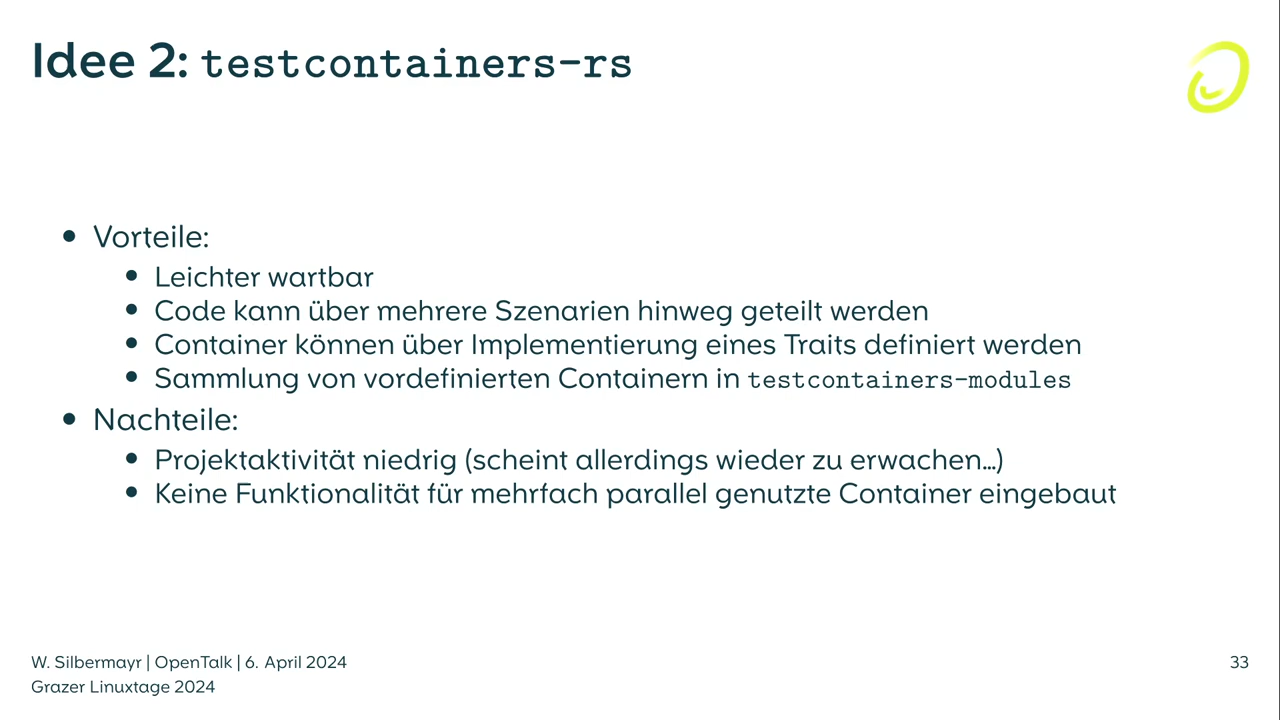 Idee 2: testcontainers-rs
• Vorteile:
• Leichter wartbar
• Code kann über mehrere Szenarien hinweg geteilt werden
• Container können über Implementierung eines Traits definiert werden
• Sammlung von vordefinierten Containern in testcontainers-modules
• Nachteile:
• Projektaktivität niedrig (scheint allerdings wieder zu erwachen...)
• Keine Funktionalität für mehrfach parallel genutzte Container eingebaut
W. Silbermayr | OpenTalk | 6. April 2024
33
Grazer Linuxtage 2024